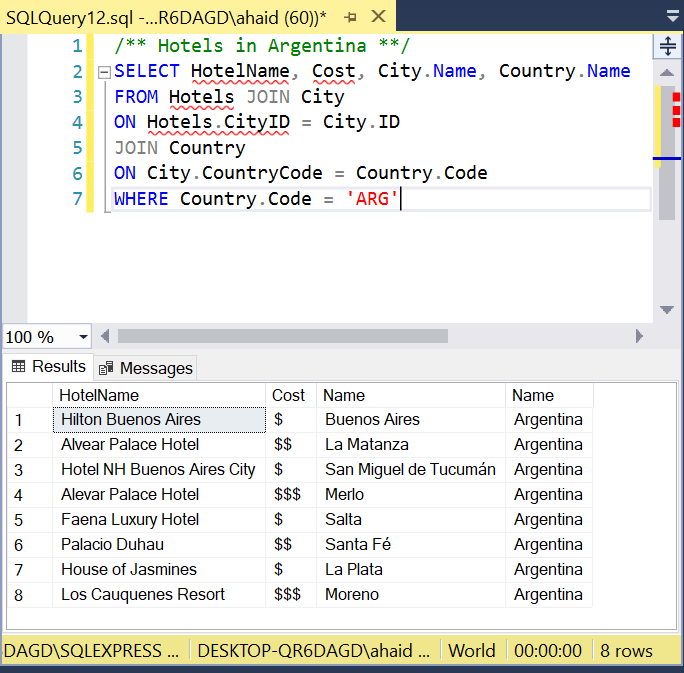 SQLQuery12.sql -...R6DAGD\ahaid (60))*
1 /** Hotels in Argentina **/
2 SELECT HotelName, Cost, City.Name, Country.Name
3 FROM Hotels JOIN City
4 ON Hotels.CityID = City.ID
5 JOIN Country
6 ON City.CountryCode = Country.Code
7 WHERE Country.Code = 'ARG'
100 %
Results Messages
HotelName Cost Name Name
1 Hilton Buenos Aires $ Buenos Aires Argentina
2 Alvear Palace Hotel $$ La Matanza Argentina
3 Hotel NH Buenos Aires City $ San Miguel de Tucumán Argentina
4 Alevar Palace Hotel $$$ Merlo Argentina
5 Faena Luxury Hotel $ Salta Argentina
6 Palacio Duhau $$ Santa Fé Argentina
7 House of Jasmines $ La Plata Argentina
8 Los Cauquenes Resort $$$ Moreno Argentina
DAGD\SQLEXPRESS ... DESKTOP-QR6DAGD\ahaid ... World 00:00:00 8 rows